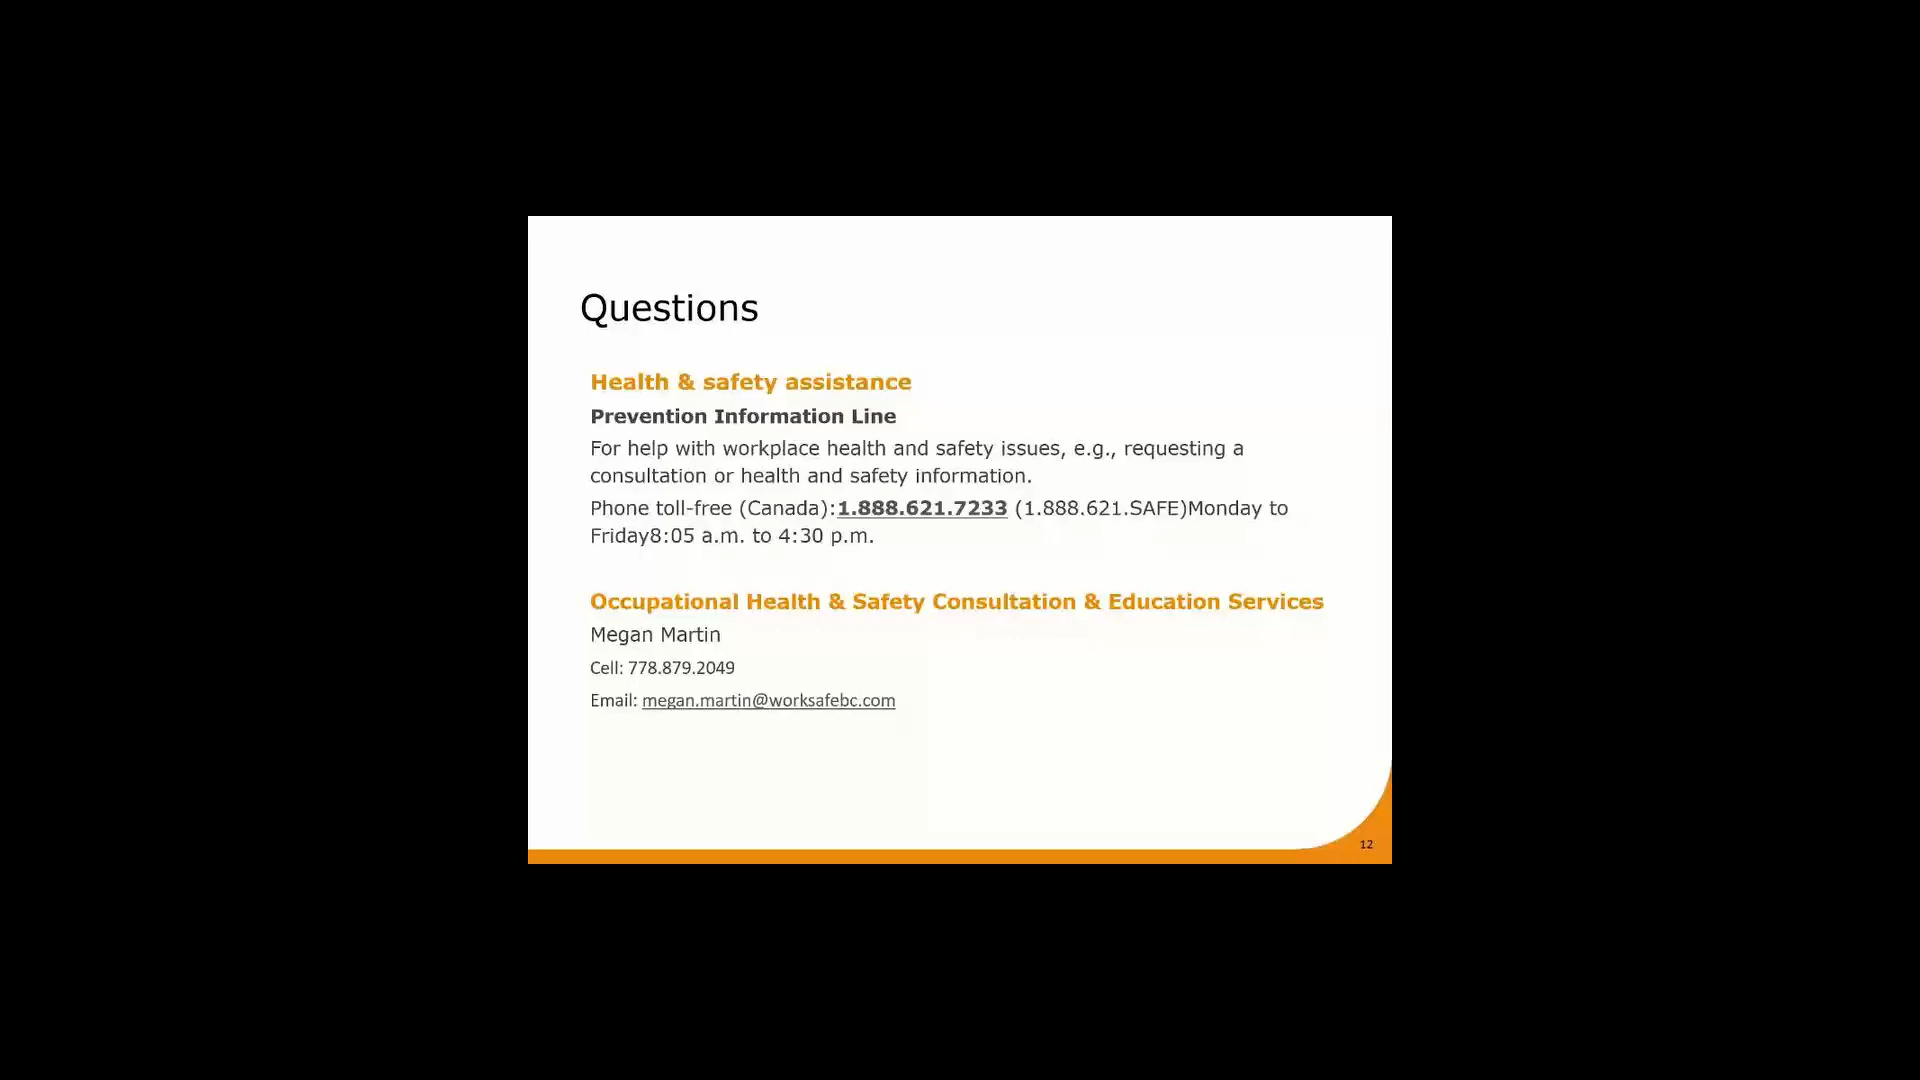 Questions
Health & safety assistance
Prevention Information Line
For help with workplace health and safety issues, e.g., requesting a
consultation or health and safety information.
Phone toll-free (Canada):1.888.621.7233 (1.888.621.SAFE)Monday to
Friday8:05 a.m. to 4:30 p.m.
Occupational Health & Safety Consultation & Education Services
Megan Martin
Cell: 778.879.2049
Email: megan.martin@worksafebc.com
12